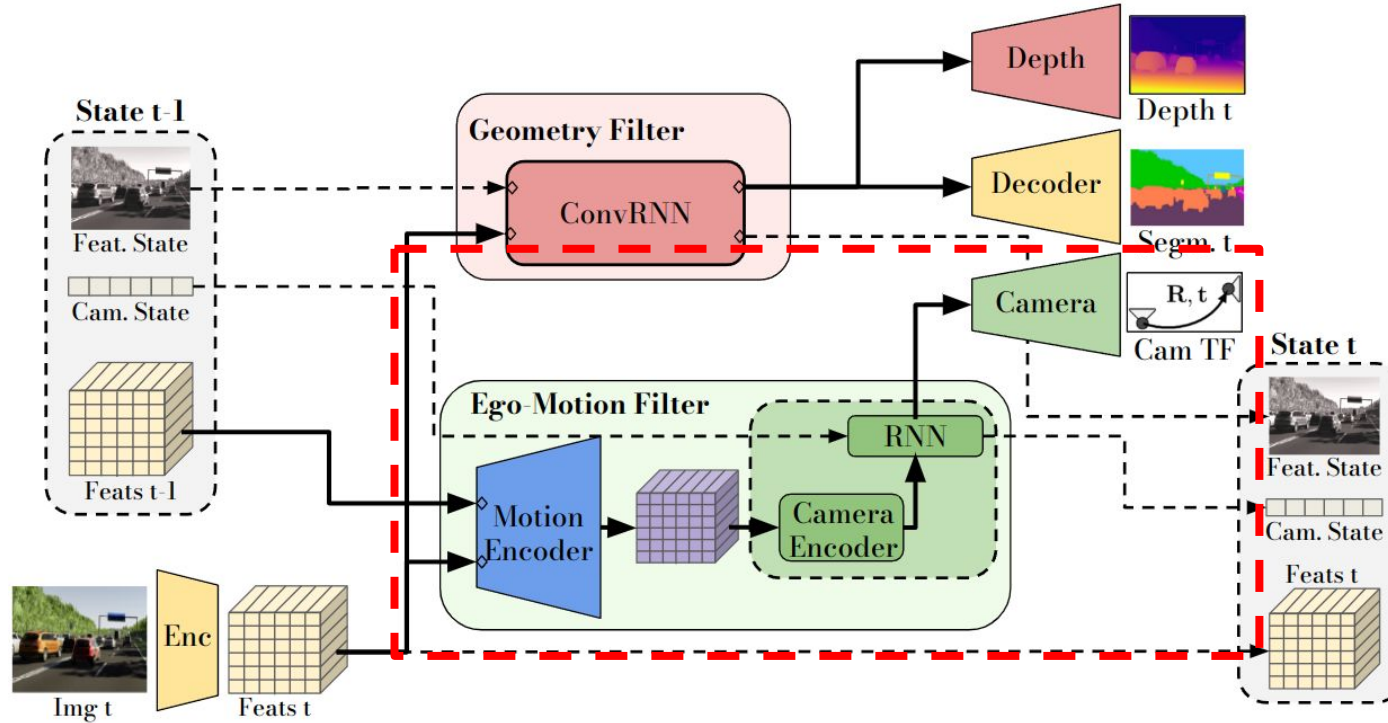 State t-1
Feat. State
Cam. State
Feats t-1
Img t
Enc
Feats t
Geometry Filter
ConvRNN
Ego-Motion Filter
Motion
Encoder
Camera
Encoder
RNN
Depth
Depth t
Decoder
Segm. t
Camera
R, t
Cam TF
State t
Feat. State
Cam. State
Feats t